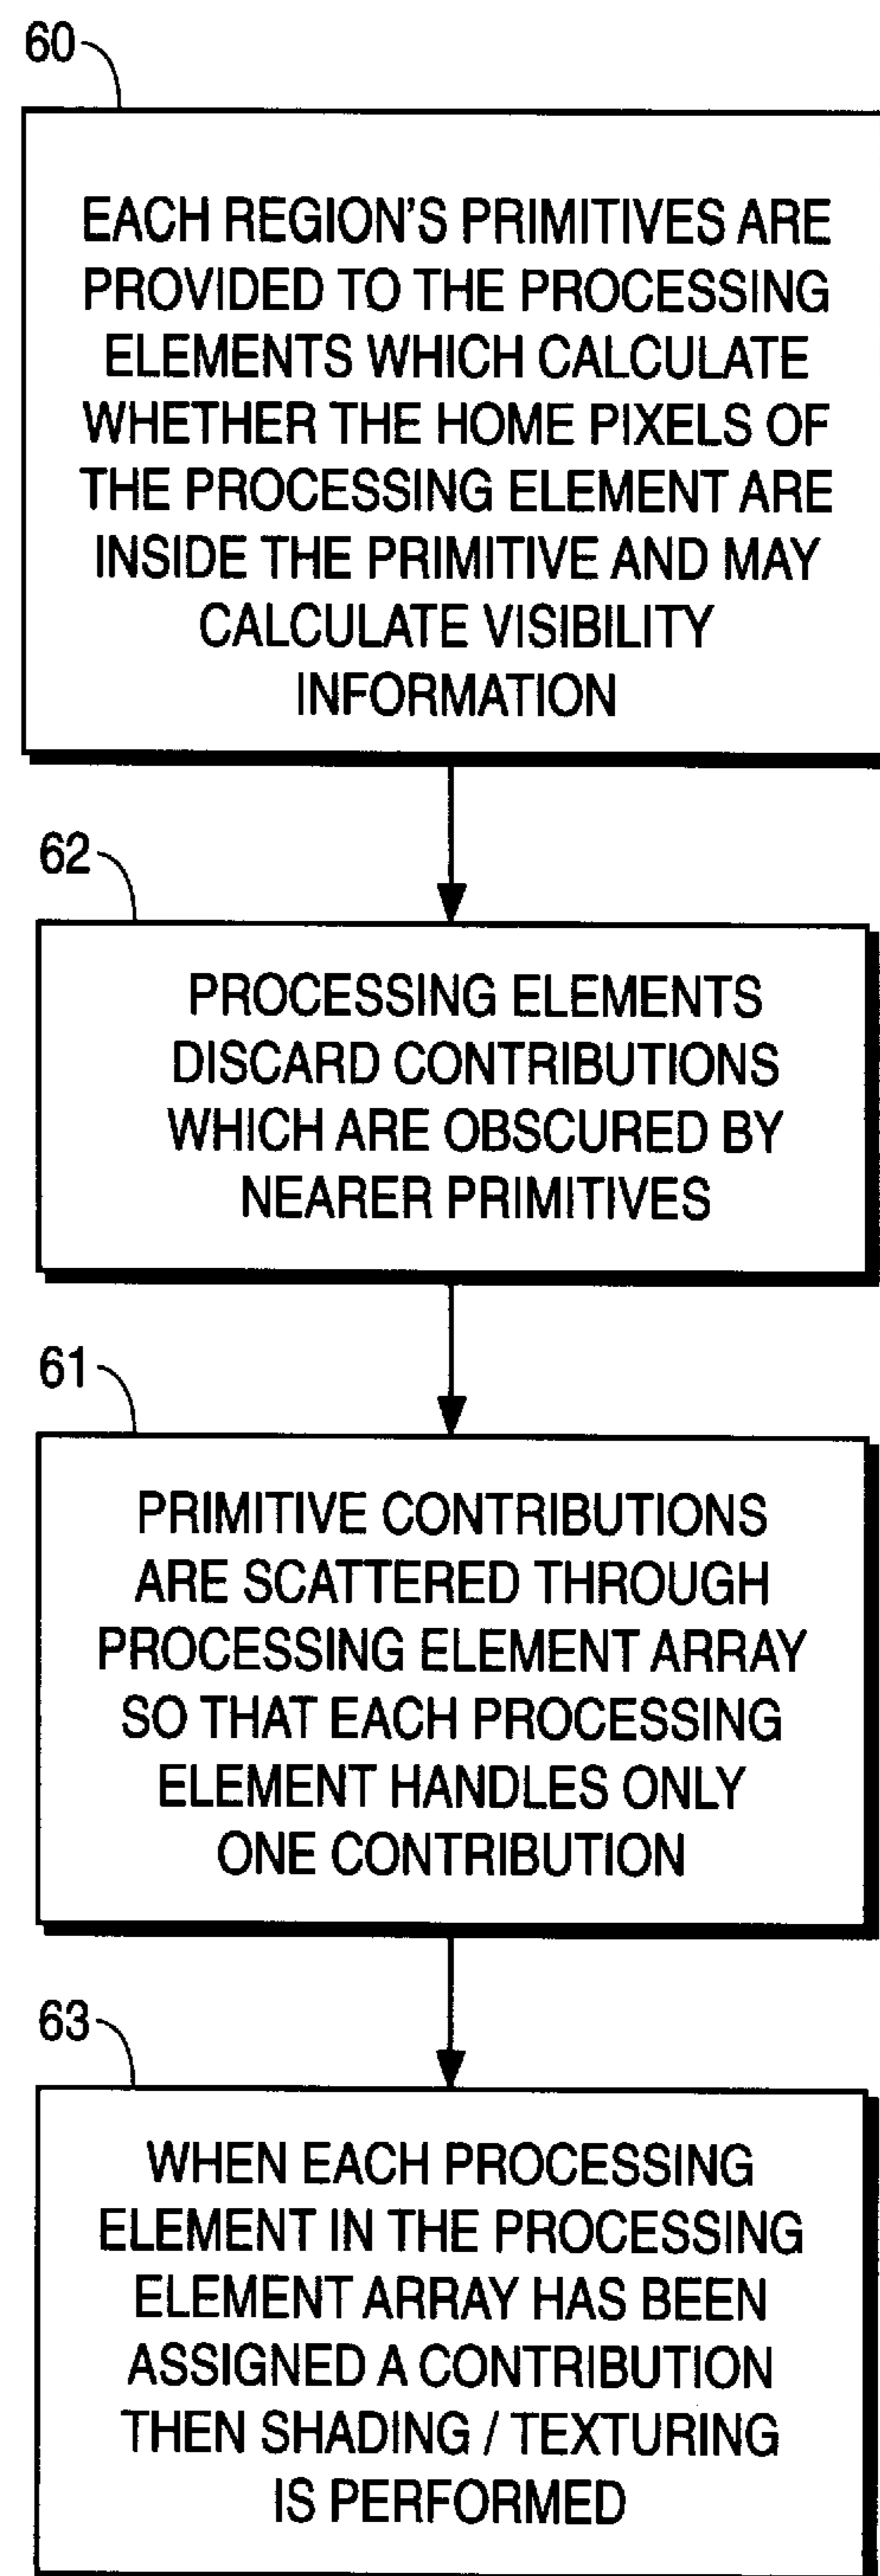 60
EACH REGION'S PRIMITIVES ARE
PROVIDED TO THE PROCESSING
ELEMENTS WHICH CALCULATE
WHETHER THE HOME PIXELS OF
THE PROCESSING ELEMENT ARE
INSIDE THE PRIMITIVE AND MAY
CALCULATE VISIBILITY
INFORMATION
62
PROCESSING ELEMENTS
DISCARD CONTRIBUTIONS
WHICH ARE OBSCURED BY
NEARER PRIMITIVES
61
PRIMITIVE CONTRIBUTIONS
ARE SCATTERED THROUGH
PROCESSING ELEMENT ARRAY
SO THAT EACH PROCESSING
ELEMENT HANDLES ONLY
ONE CONTRIBUTION
63
WHEN EACH PROCESSING
ELEMENT IN THE PROCESSING
ELEMENT ARRAY HAS BEEN
ASSIGNED A CONTRIBUTION
THEN SHADING / TEXTURING
IS PERFORMED